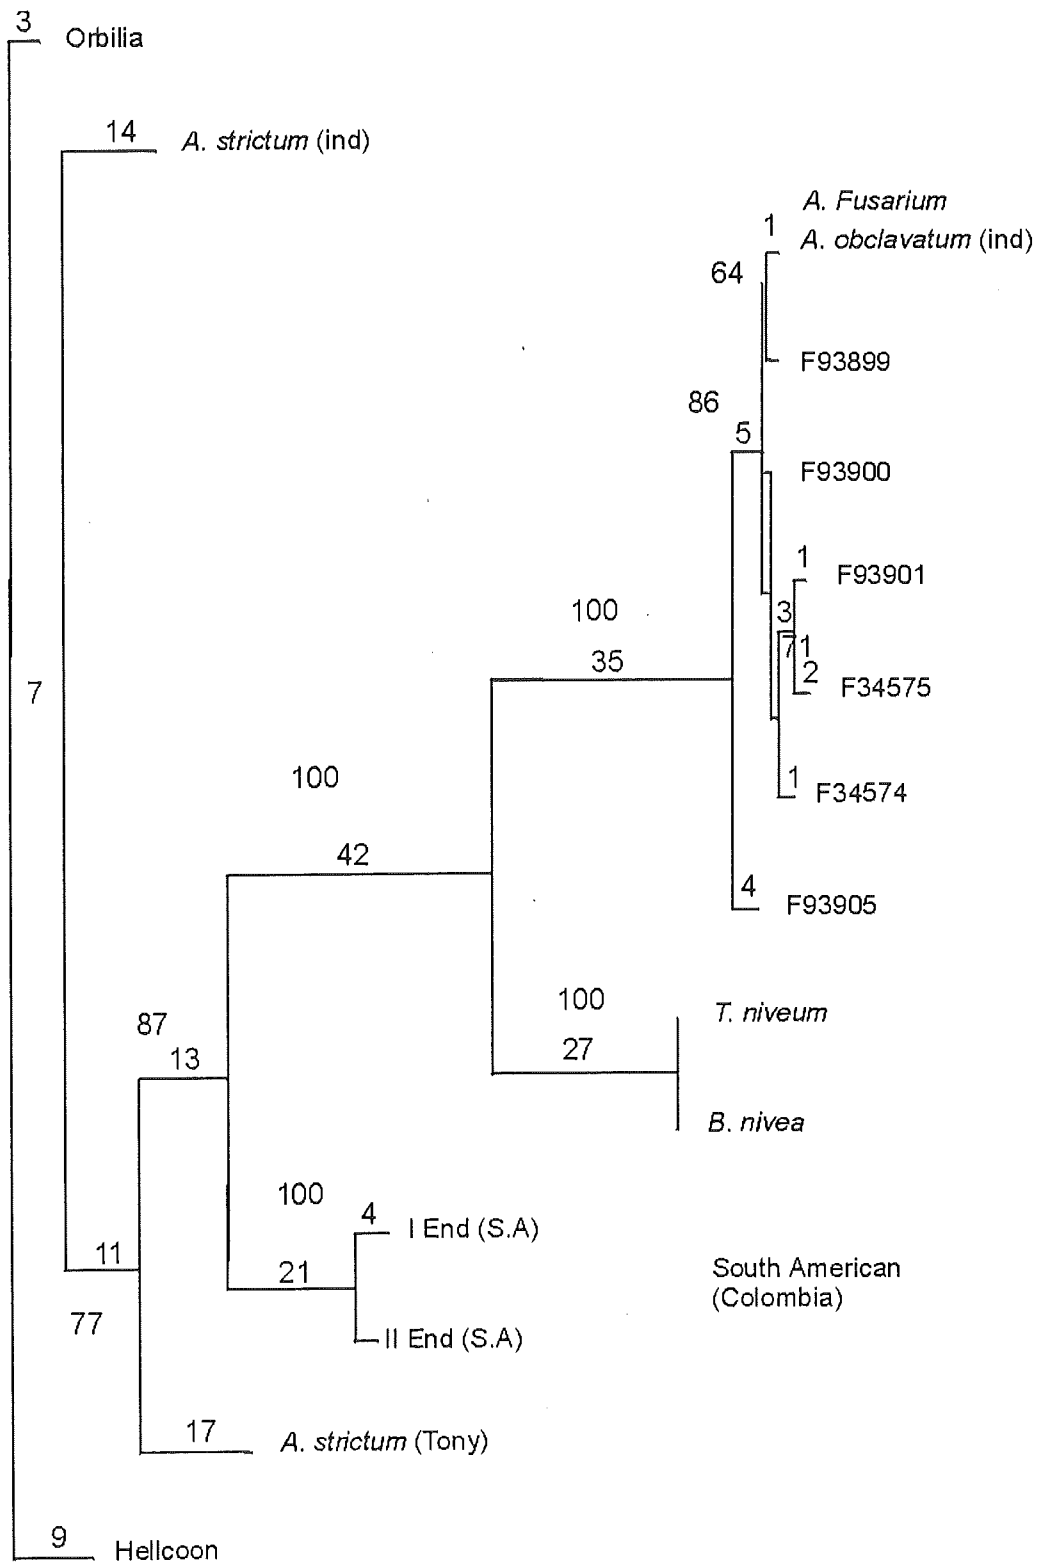 3
Orbilia
14
A. strictum (ind)
A. Fusarium
1
A. obclavatum (ind)
64
F93899
86
5
F93900
1
F93901
100
3
71
35
2
F34575
7
100
1
F34574
42
4
F93905
100
T. niveum
87
27
13
B. nivea
100
4
I End (S.A)
11
21
South American
(Colombia)
77
II End (S.A)
17
A. strictum (Tony)
9
Hellcoon